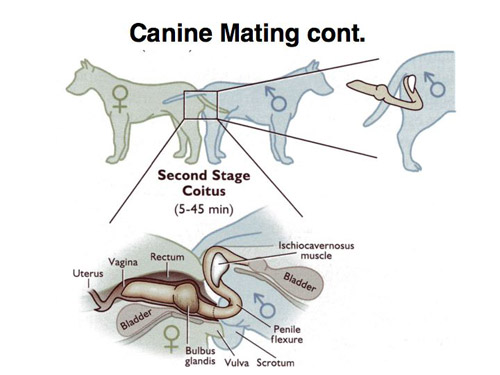 Canine Mating cont.
♀
♂
♂
Second Stage
Coitus
(5-45 min)
Ischiocavernosus
muscle
Rectum
Vagina
Uterus
Bladder
♂
Bladder
♀
Penile
flexure
Bulbus
glandis
Vulva
Scrotum